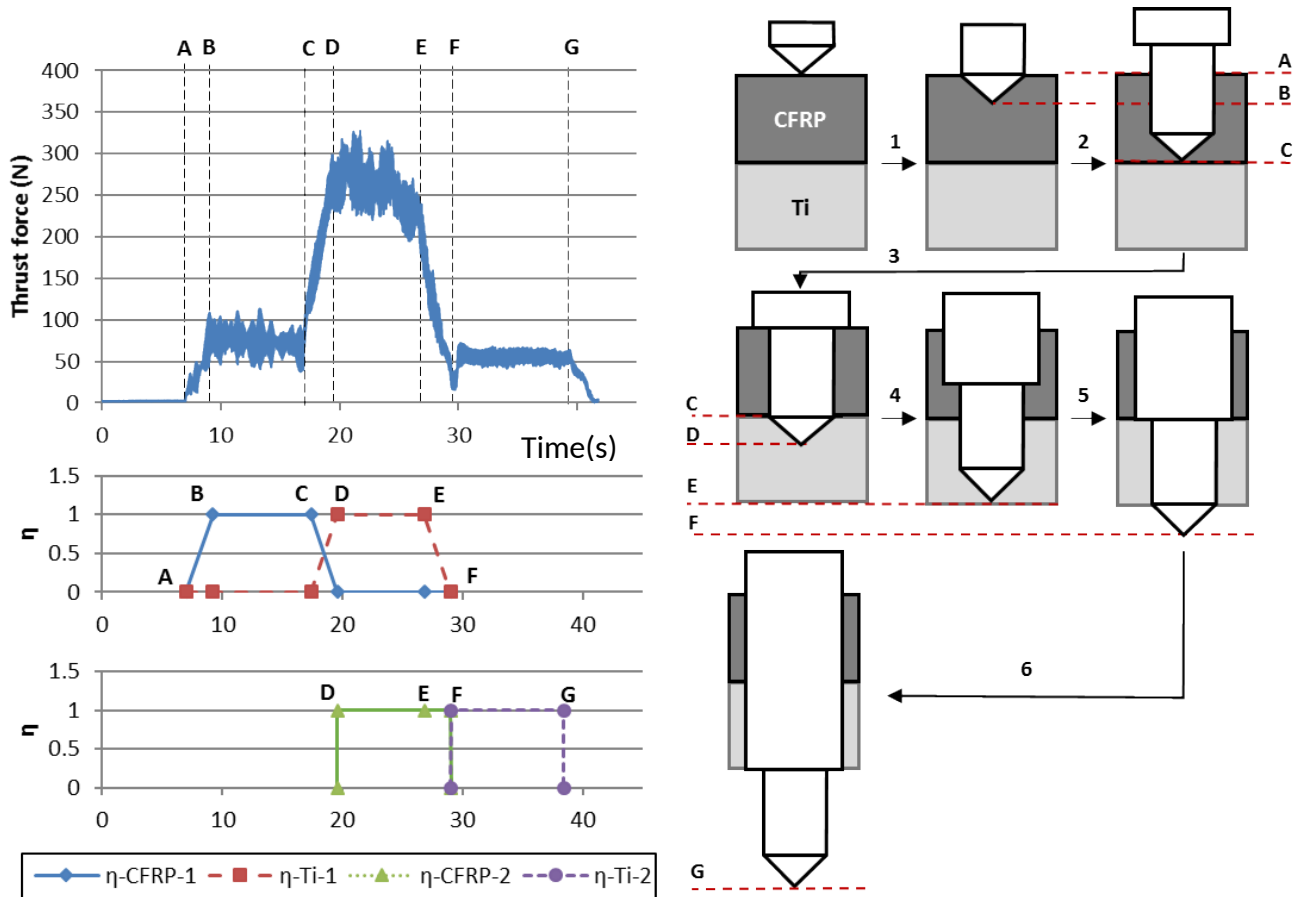 A B C D E F G
400
350
300
250
200
150
100
50
0
Thrust force (N)
0 10 20 30
Time(s)
1.5
1
0.5
0
η
A B C D E F
0 10 20 30 40
1.5
1
0.5
0
η
D E F G
0 10 20 30 40
η-CFRP-1 η-Ti-1 η-CFRP-2 η-Ti-2
CFRP
Ti
1
2
A
B
C
3
C
D
E
F
4
5
6
G